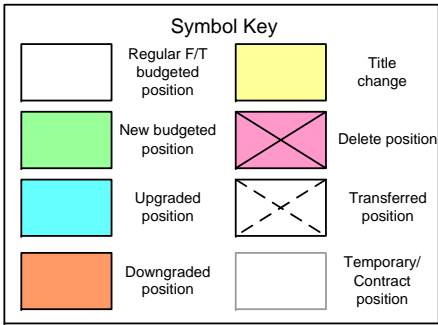 Symbol Key
Regular F/T
budgeted
position
Title
change
New budgeted
position
Delete position
Upgraded
position
Transferred
position
Downgraded
position
Temporary/
Contract
position